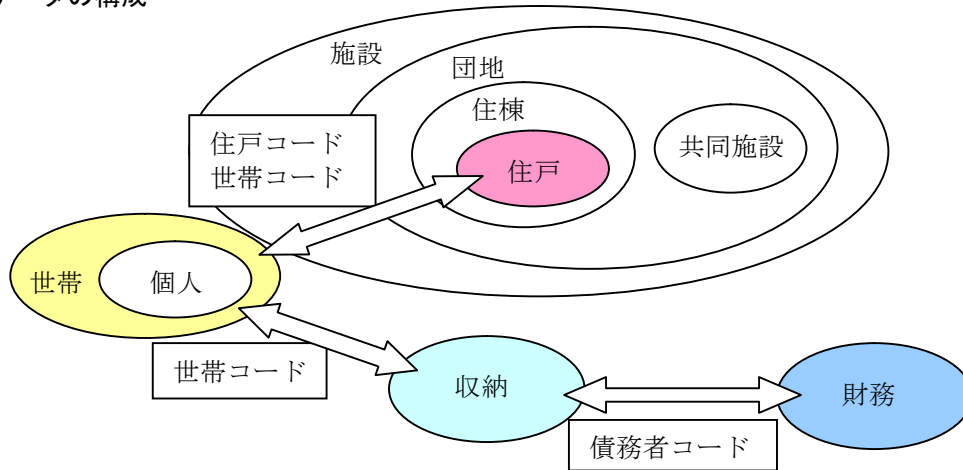 データの構成
施設
団地
住棟
住戸
共同施設
住戸コード
世帯コード
世帯
個人
世帯コード
収納
財務
債務者コード